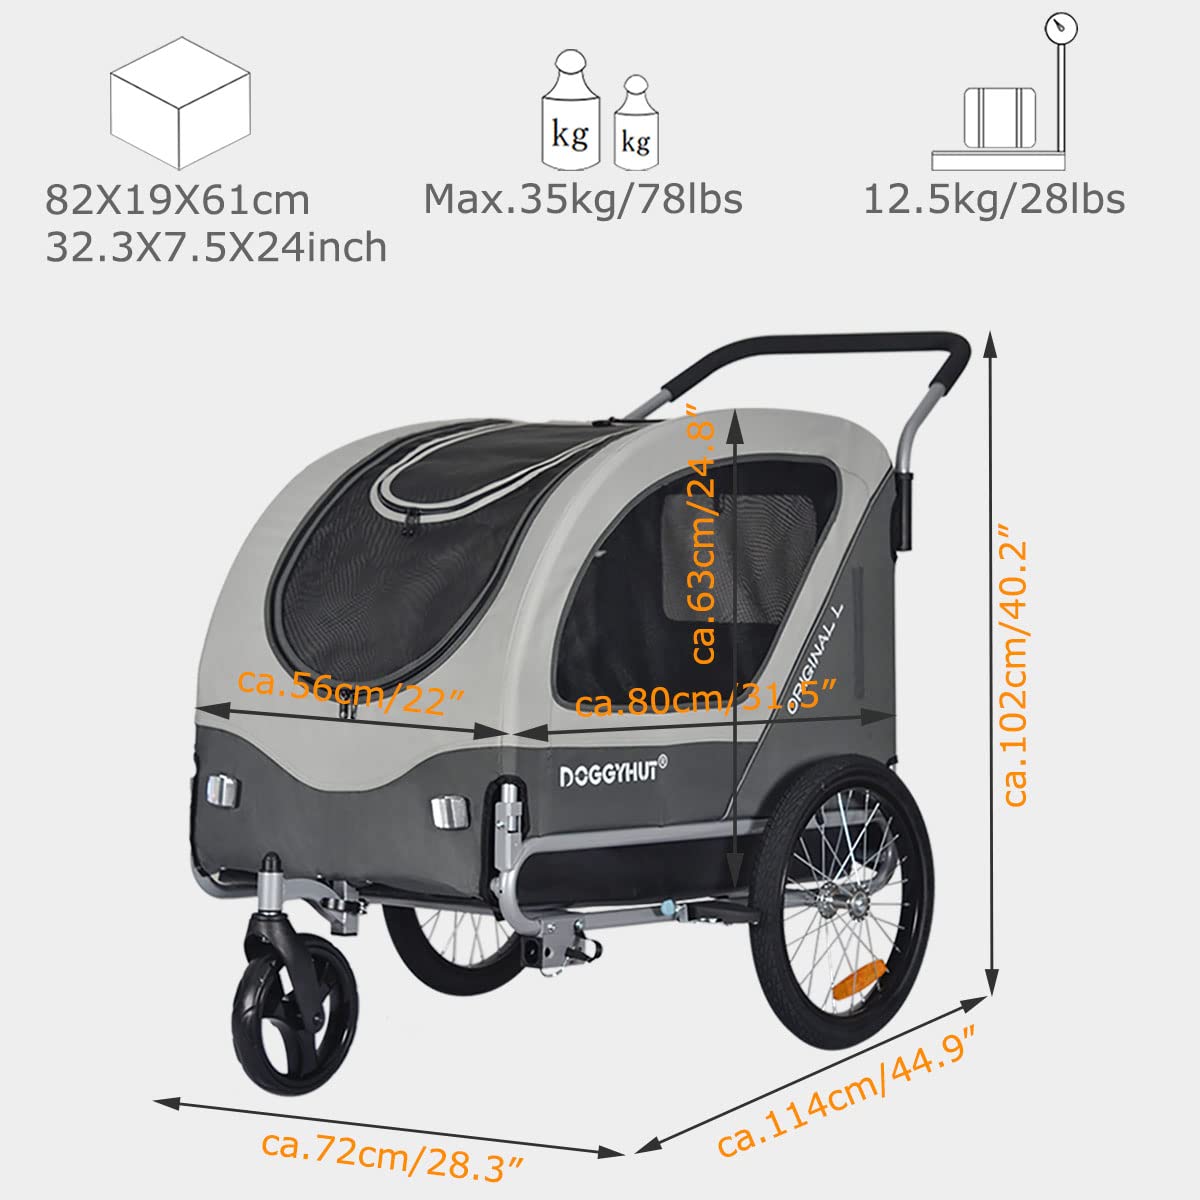 kg
kg
82X19X61cm
32.3X7.5X24inch
Max.35kg/78lbs
12.5kg/28lbs
ca.63cm/24.8”
ca.102cm/40.2”
ca.56cm/22”
ca.80cm/31.5”
ORIGINAL L
DOGGYHUT®
ca.114cm/44.9”
ca.72cm/28.3”